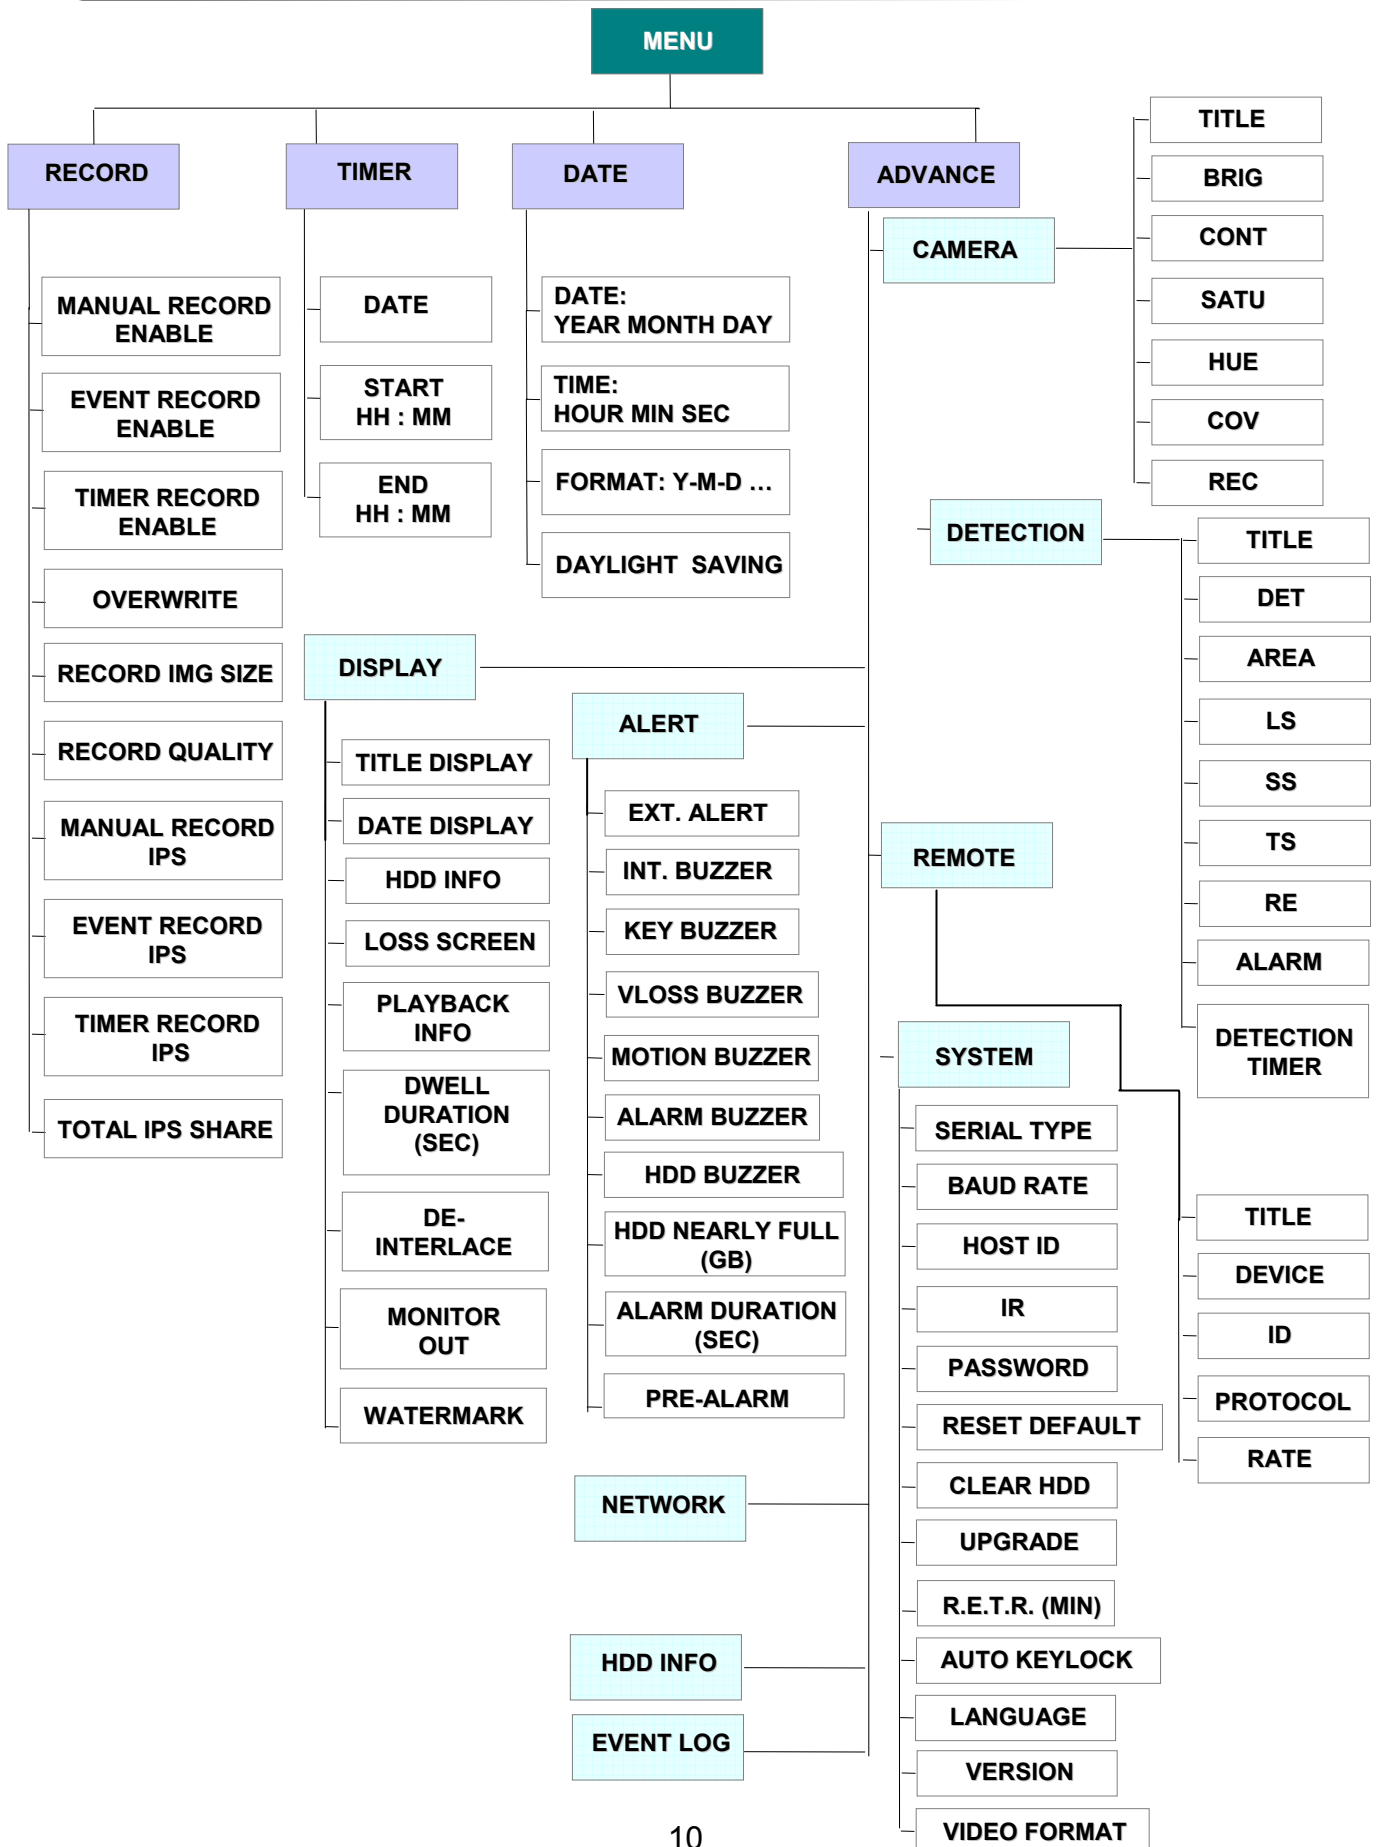 MENU
RECORD
TIMER
DATE
ADVANCE
MANUAL RECORD
ENABLE
EVENT RECORD
ENABLE
TIMER RECORD
ENABLE
OVERWRITE
RECORD IMG SIZE
RECORD QUALITY
MANUAL RECORD
IPS
EVENT RECORD
IPS
TIMER RECORD
IPS
TOTAL IPS SHARE
DATE
START
HH : MM
END
HH : MM
DATE:
YEAR MONTH DAY
TIME:
HOUR MIN SEC
FORMAT: Y-M-D ...
DAYLIGHT SAVING
CAMERA
TITLE
BRIG
CONT
SATU
HUE
COV
REC
DETECTION
TITLE
DET
AREA
LS
SS
TS
RE
ALARM
DETECTION
TIMER
DISPLAY
TITLE DISPLAY
DATE DISPLAY
HDD INFO
LOSS SCREEN
PLAYBACK
INFO
DWELL
DURATION
(SEC)
DE-
INTERLACE
MONITOR
OUT
WATERMARK
ALERT
EXT. ALERT
INT. BUZZER
KEY BUZZER
VLOSS BUZZER
MOTION BUZZER
ALARM BUZZER
HDD BUZZER
HDD NEARLY FULL
(GB)
ALARM DURATION
(SEC)
PRE-ALARM
REMOTE
TITLE
DEVICE
ID
PROTOCOL
RATE
SYSTEM
SERIAL TYPE
BAUD RATE
HOST ID
IR
PASSWORD
RESET DEFAULT
CLEAR HDD
UPGRADE
R.E.T.R. (MIN)
AUTO KEYLOCK
LANGUAGE
VERSION
VIDEO FORMAT
NETWORK
HDD INFO
EVENT LOG
10